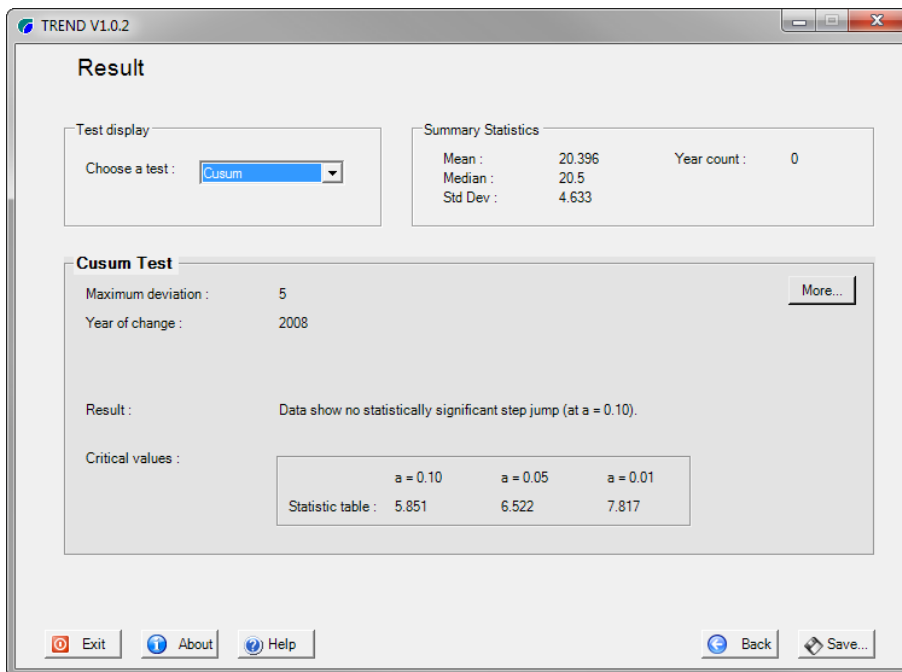 TREND V1.0.2
Result
Test display
Choose a test : Cusum
Summary Statistics
Mean : 20.396 Year count : 0
Median : 20.5
Std Dev : 4.633
Cusum Test
Maximum deviation : 5 More...
Year of change : 2008
Result : Data show no statistically significant step jump (at a = 0.10).
Critical values :
a = 0.10 a = 0.05 a = 0.01
Statistic table : 5.851 6.522 7.817
Exit About Help Back Save...